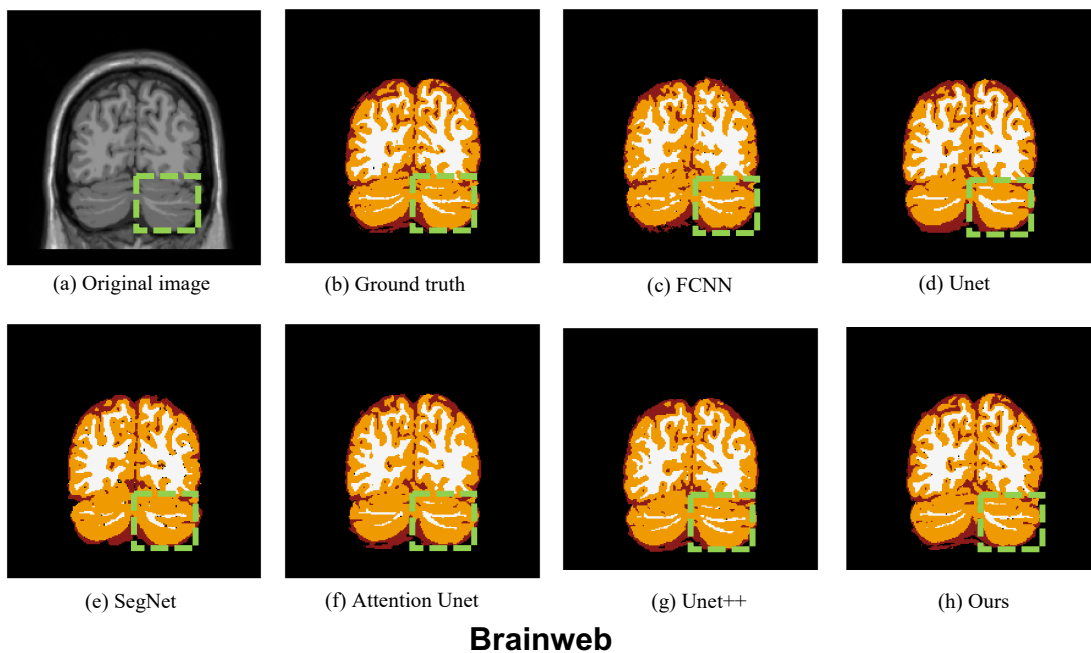 (a) Original image
(b) Ground truth
(c) FCNN
(d) Unet
(e) SegNet
(f) Attention Unet
(g) Unet++
(h) Ours
Brainweb